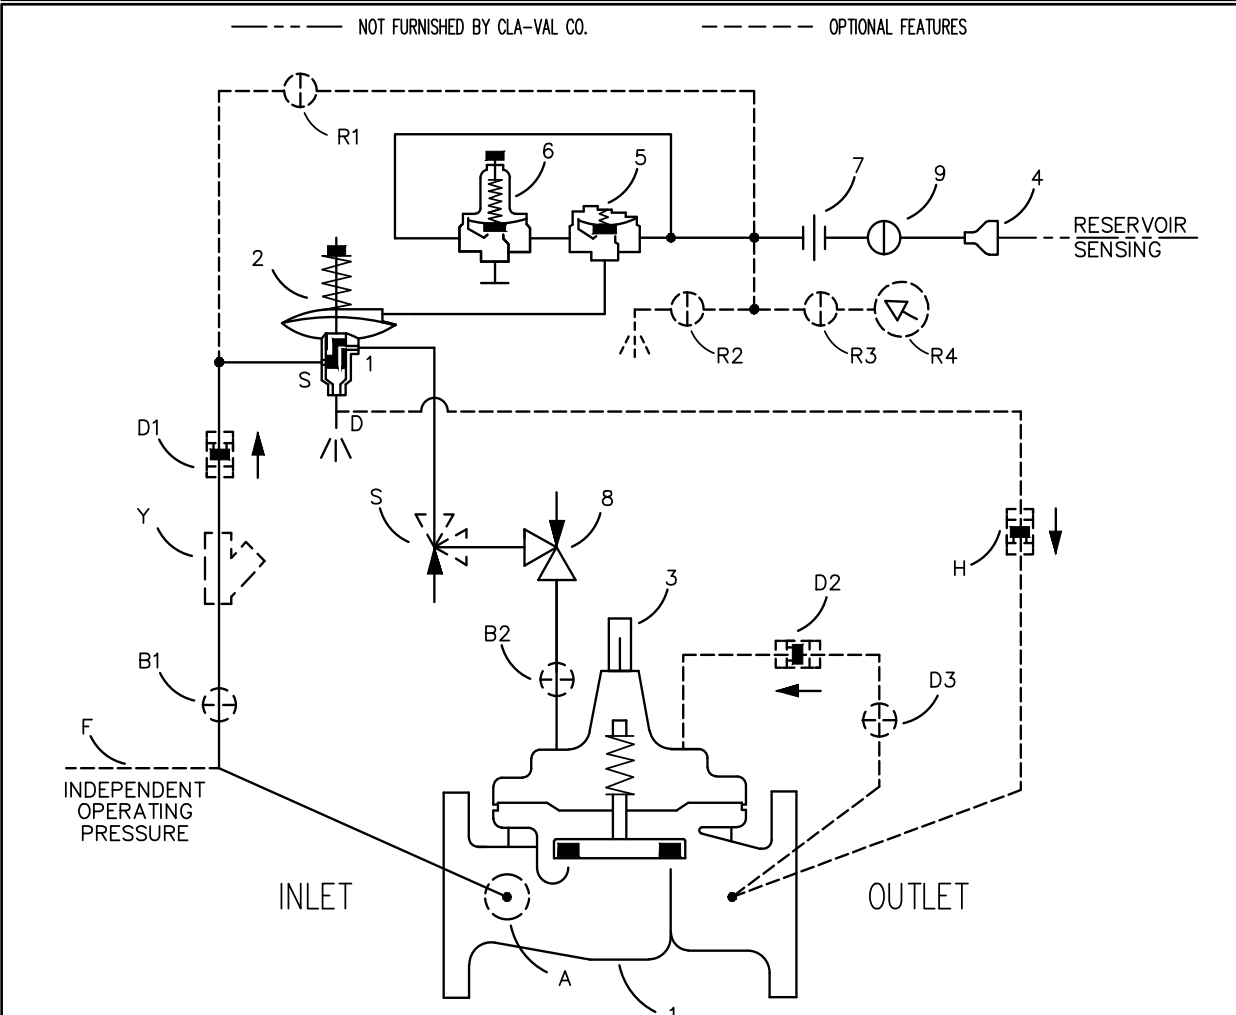 NOT FURNISHED BY CLA-VAL CO.
OPTIONAL FEATURES
R1
6
5
7
9
4
RESERVOIR
SENSING
2
R2
R3
R4
S
1
D
D1
S
8
Y
H
3
D2
B2
B1
D3
F
INDEPENDENT
OPERATING
PRESSURE
INLET
OUTLET
A
1